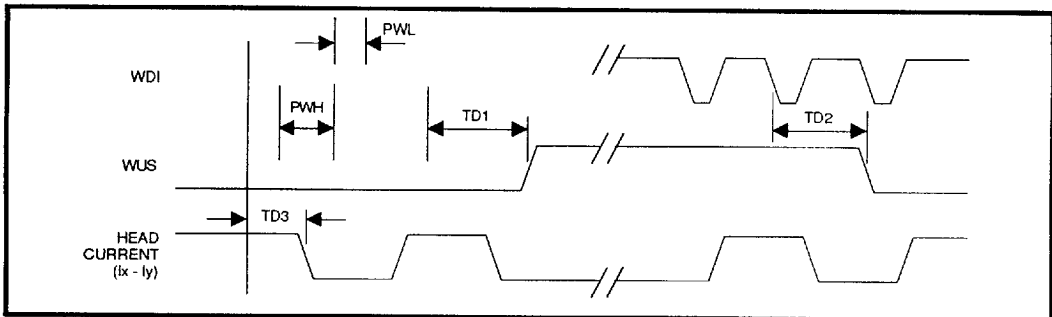 PWL
WDI
PWH
TD1
TD2
WUS
TD3
HEAD
CURRENT
(Ix - Iy)